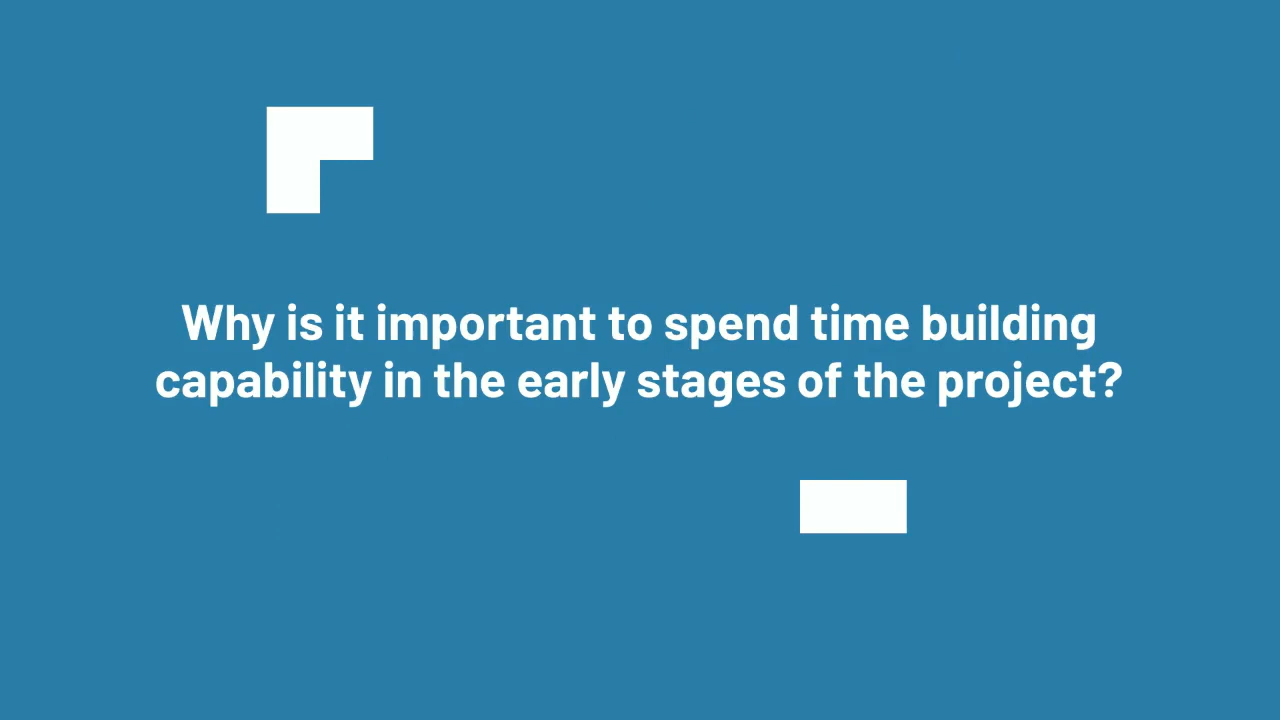 Why is it important to spend time building
capability in the early stages of the project?